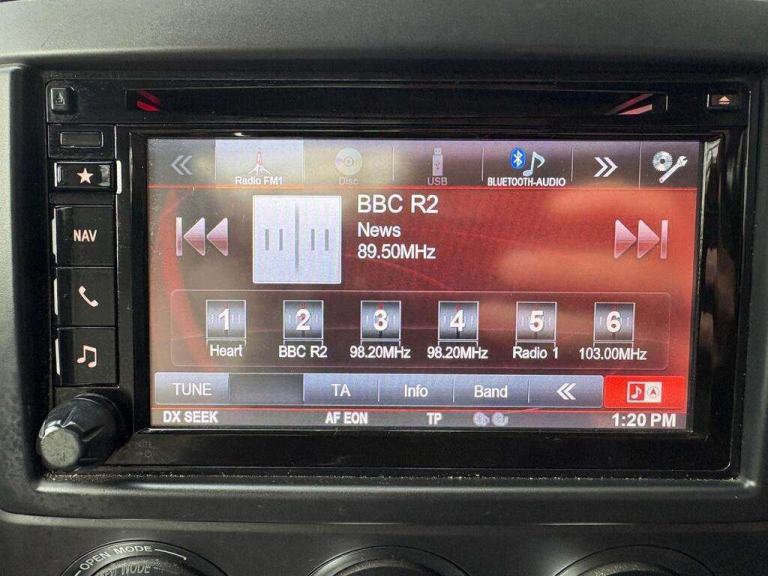 Radio FM1 Disc USB BLUETOOTH-AUDIO
BBC R2
News
89.50MHz
NAV
1 2 3 4 5 6
Heart BBC R2 98.20MHz 98.20MHz Radio 1 103.00MHz
TUNE TA Info Band
DX SEEK AF EON TP 1:20 PM
OPEN MODE